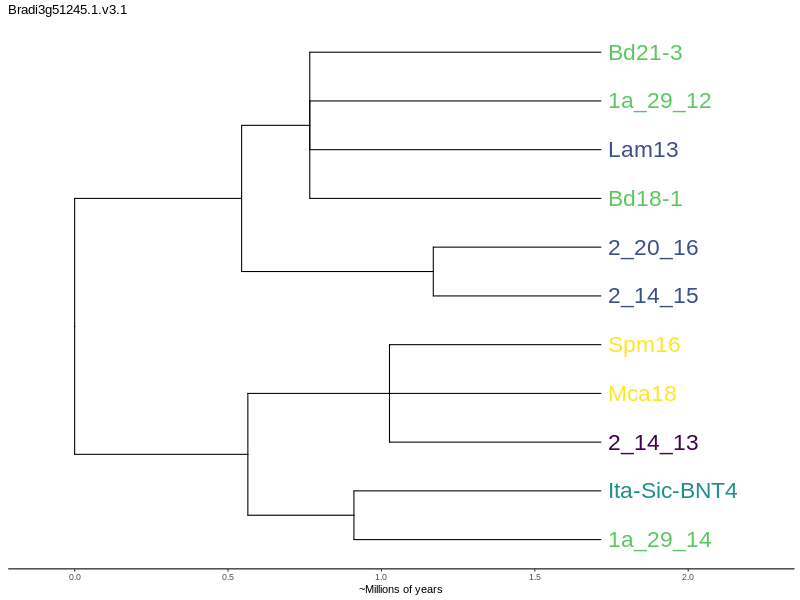 Bradi3g51245.1.v3.1
Bd21-3
1a_29_12
Lam13
Bd18-1
2_20_16
2_14_15
Spm16
Mca18
2_14_13
Ita-Sic-BNT4
1a_29_14
0.0 0.5 1.0 1.5 2.0
~Millions of years